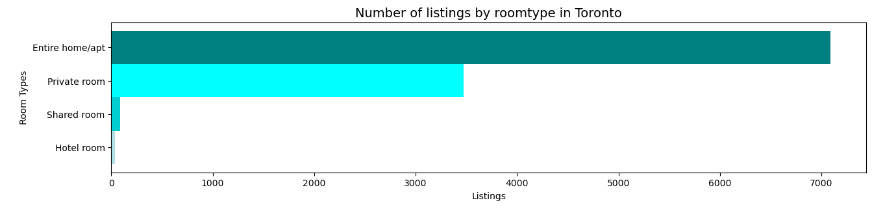 Number of listings by roomtype in Toronto
Room Types
Entire home/apt
Private room
Shared room
Hotel room
0 1000 2000 3000 4000 5000 6000 7000
Listings